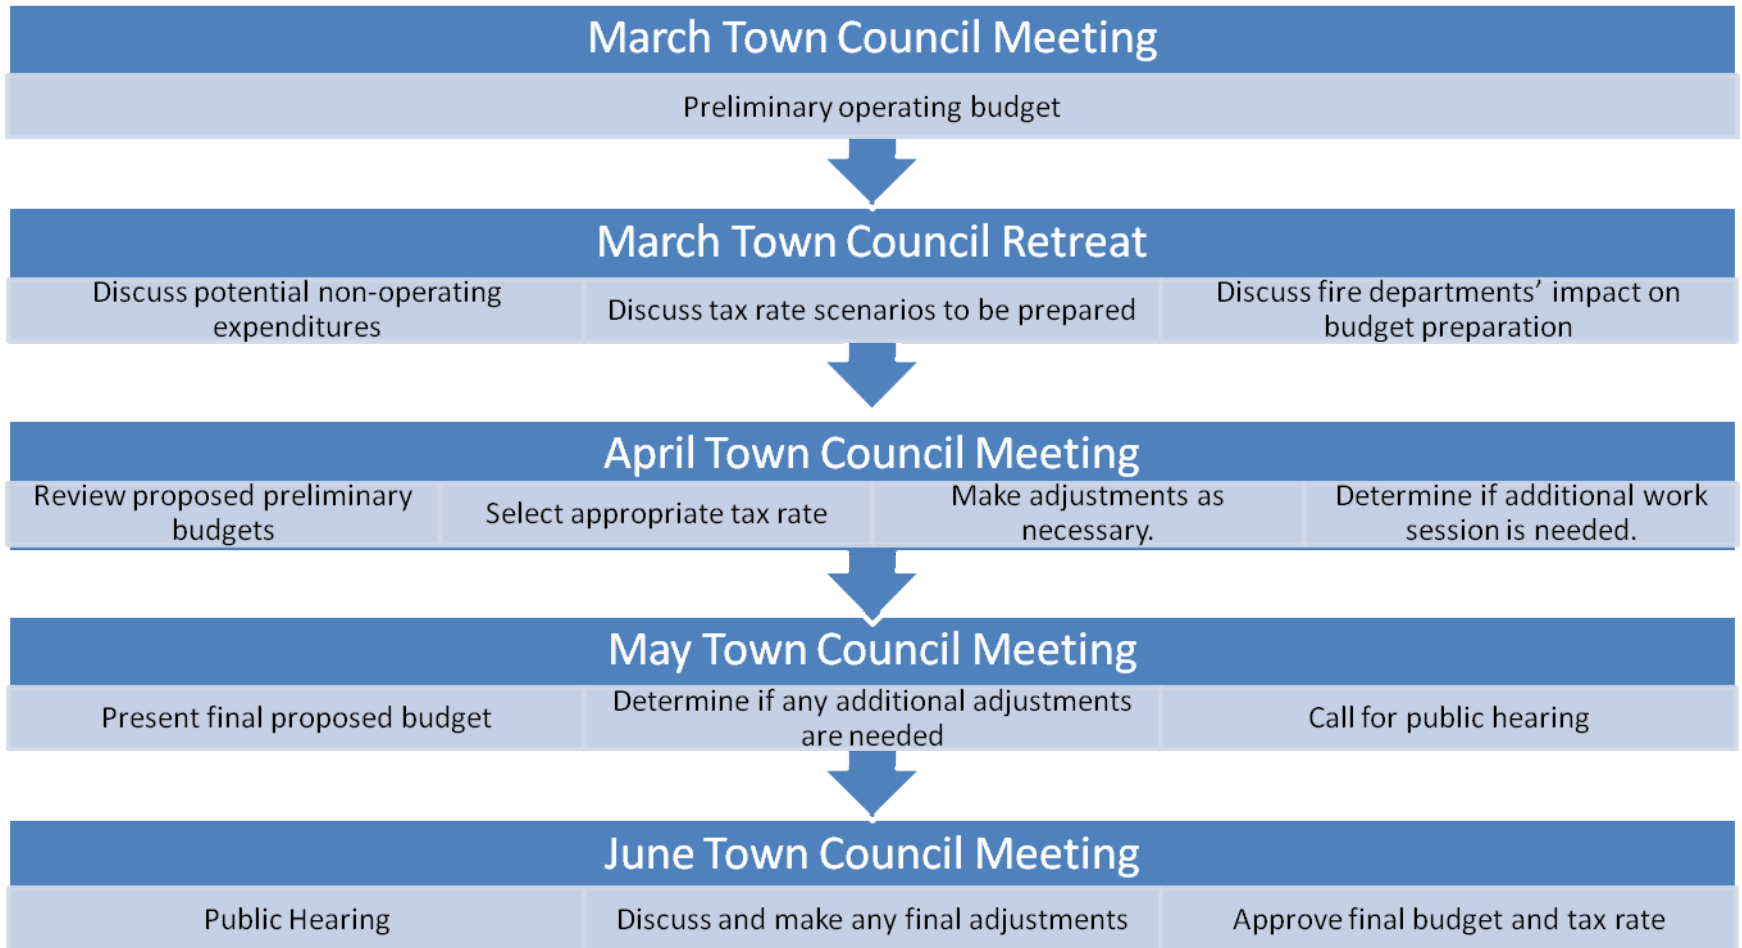 March Town Council Meeting
Preliminary operating budget
March Town Council Retreat
Discuss potential non-operating
expenditures
Discuss tax rate scenarios to be prepared
Discuss fire departments’ impact on
budget preparation
April Town Council Meeting
Review proposed preliminary
budgets
Select appropriate tax rate
Make adjustments as
necessary.
Determine if additional work
session is needed.
May Town Council Meeting
Present final proposed budget
Determine if any additional adjustments
are needed
Call for public hearing
June Town Council Meeting
Public Hearing
Discuss and make any final adjustments
Approve final budget and tax rate